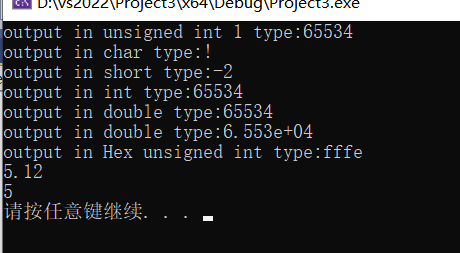 D:\vs2022\Project3\x64\Debug\Project3.exe
output in unsigned int 1 type:65534
output in char type:!
output in short type:-2
output in int type:65534
output in double type:65534
output in double type:6.553e+04
output in Hex unsigned int type:fffe
5.12
5
请按任意键继续. . .